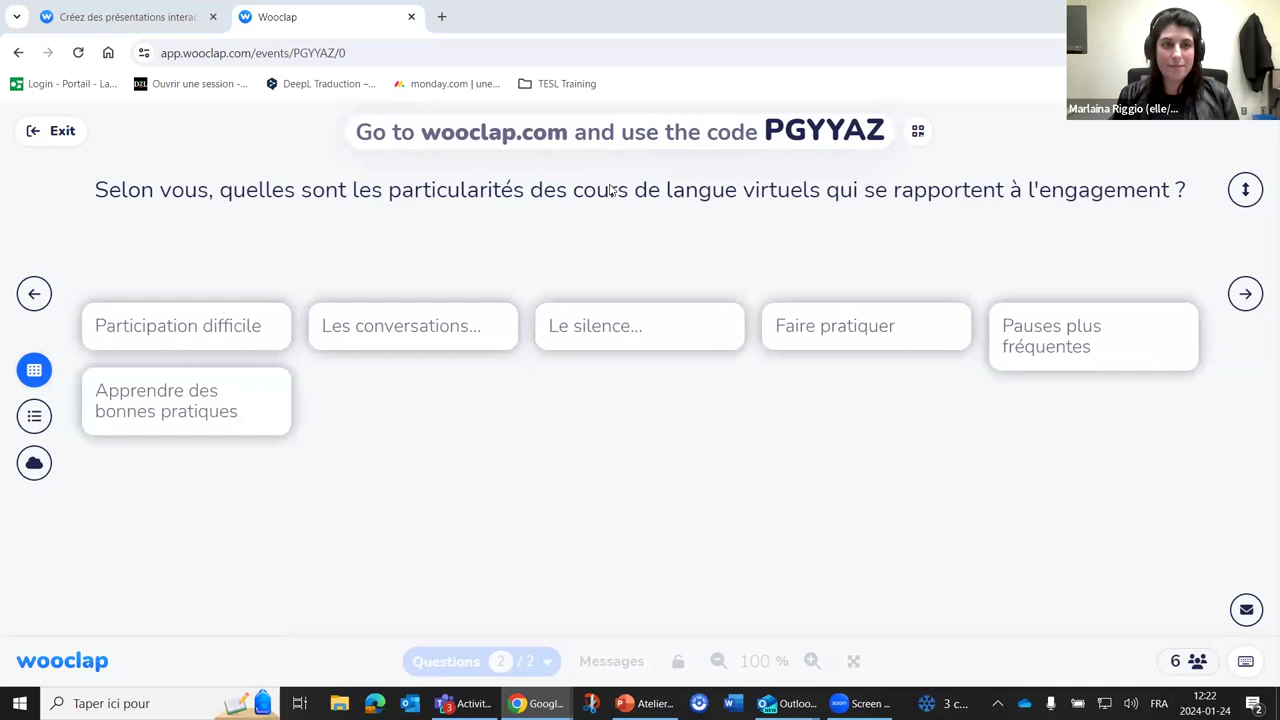 Créez des présentations interac
Wooclap
app.wooclap.com/events/PGYYAZ/0
Login - Portail - La...
D2L
Ouvrir une session -...
DeepL Traduction –...
monday.com | une...
TESL Training
Marlaina Riggio (elle/...
Exit
Go to wooclap.com and use the code PGYYAZ
Selon vous, quelles sont les particularités des cours de langue virtuels qui se rapportent à l'engagement ?
Participation difficile
Les conversations...
Le silence...
Faire pratiquer
Pauses plus
fréquentes
Apprendre des
bonnes pratiques
wooclap
Questions 2 / 2
Messages
100 %
6
Taper ici pour
3
Activit...
Googl...
Atelier...
Outloo...
zoom
Screen ...
3 c...
FRA
12:22
2024-01-24
2